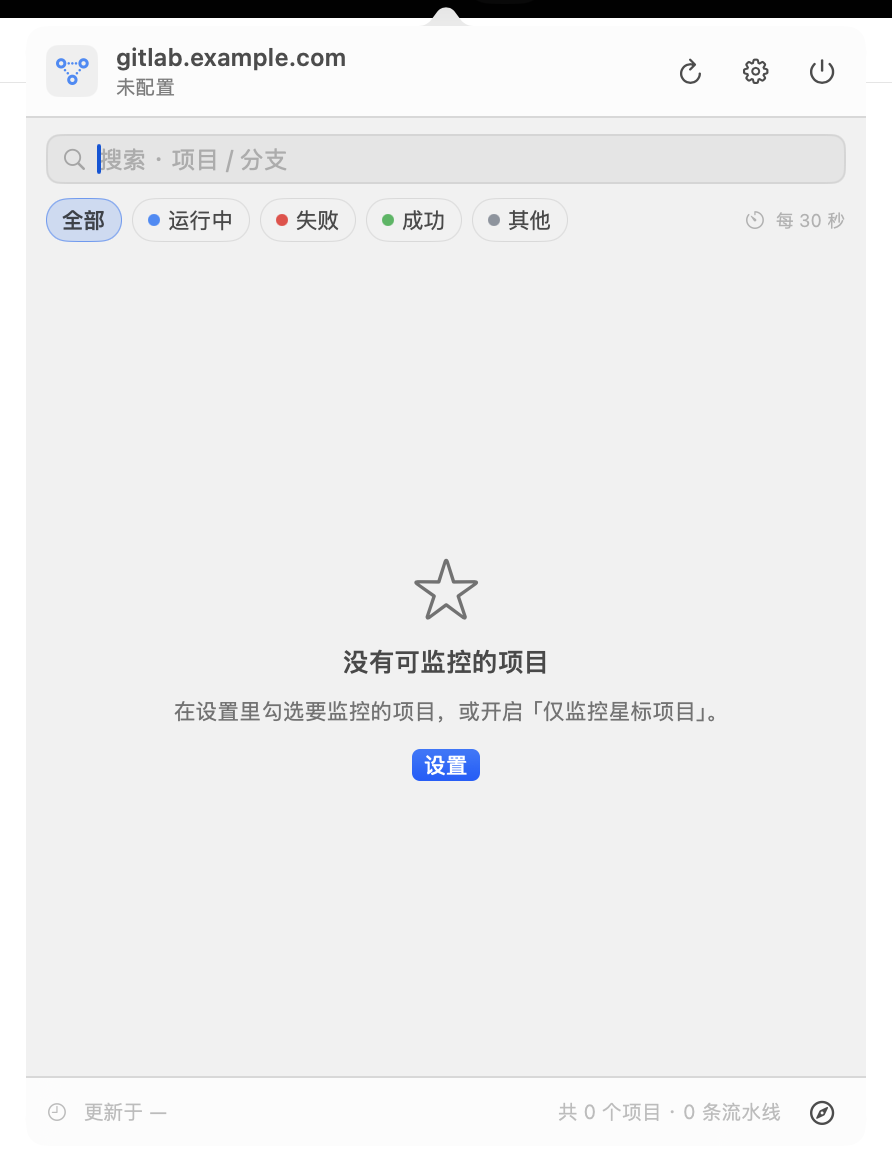 gitlab.example.com
未配置
搜索 · 项目 / 分支
全部 运行中 失败 成功 其他 每 30 秒
没有可监控的项目
在设置里勾选要监控的项目，或开启「仅监控星标项目」。
设置
更新于 — 共 0 个项目 · 0 条流水线